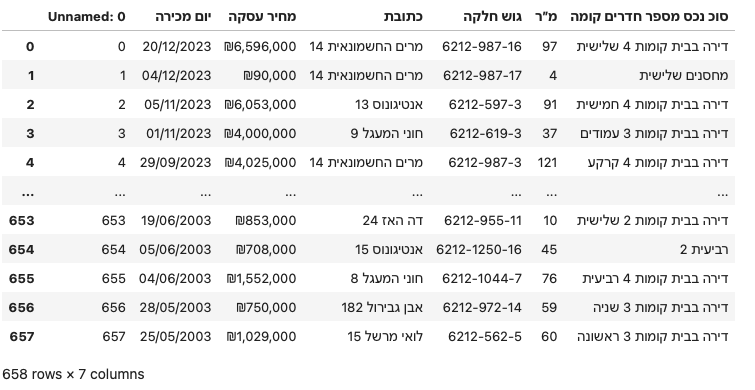 Unnamed: 0 יום מכירה מחיר עסקה כתובת גוש חלקה מ"ר סוכ נכס מספר חדרים קומה
0 0 20/12/2023 ₪6,596,000 מרים החשמונאית 14 6212-987-16 97 דירה בבית קומות 4 שלישית
1 1 04/12/2023 ₪90,000 מרים החשמונאית 14 6212-987-17 4 מחסנים שלישית
2 2 05/11/2023 ₪6,053,000 אנטיגונוס 13 6212-597-3 91 דירה בבית קומות 4 חמישית
3 3 01/11/2023 ₪4,000,000 חוני המעגל 9 6212-619-3 37 דירה בבית קומות 3 עמודים
4 4 29/09/2023 ₪4,025,000 מרים החשמונאית 14 6212-987-3 121 דירה בבית קומות 4 קרקע
... ... ... ... ... ... ... ...
653 653 19/06/2003 ₪853,000 דה האז 24 6212-955-11 10 דירה בבית קומות 2 שלישית
654 654 05/06/2003 ₪708,000 אנטיגונוס 15 6212-1250-16 45 רביעית 2
655 655 04/06/2003 ₪1,552,000 חוני המעגל 8 6212-1044-7 76 דירה בבית קומות 4 רביעית
656 656 28/05/2003 ₪750,000 אבן גבירול 182 6212-972-14 59 דירה בבית קומות 3 שניה
657 657 25/05/2003 ₪1,029,000 לואי מרשל 15 6212-562-5 60 דירה בבית קומות 3 ראשונה
658 rows × 7 columns